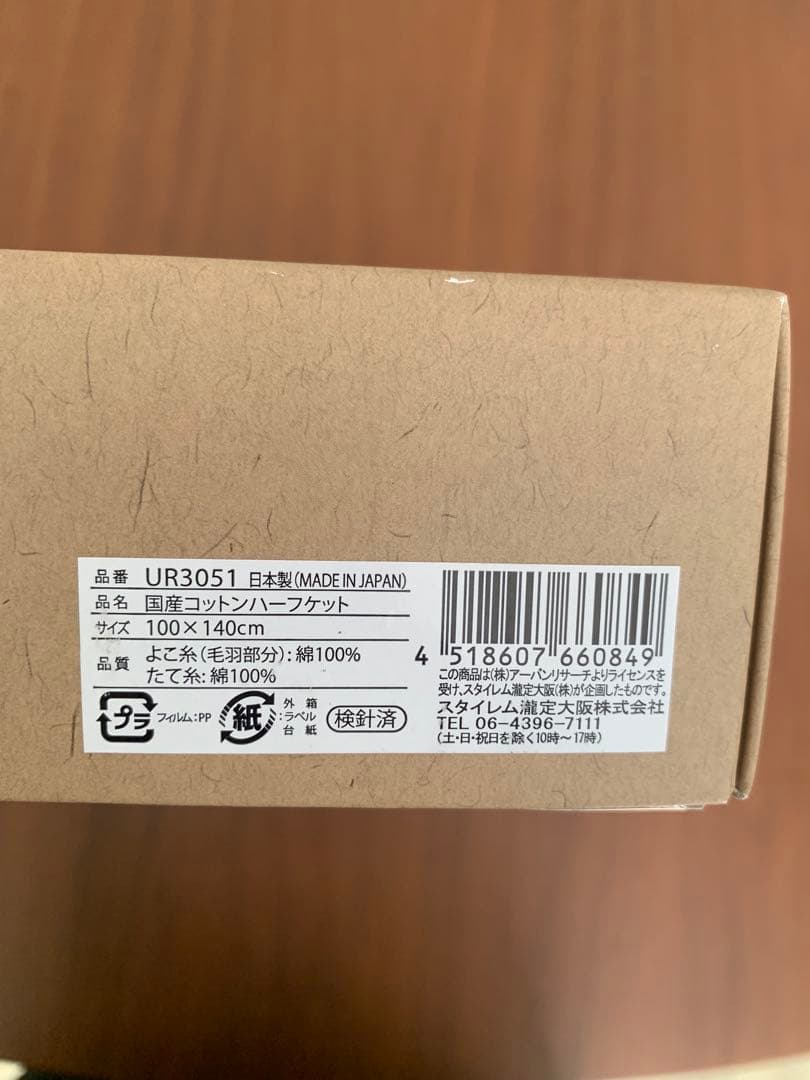 品番 UR3051 日本製(MADE IN JAPAN)
品名 国産コットンハーフケット
サイズ 100×140cm
品質 よこ糸(毛羽部分):綿100%
たて糸:綿100%
プラ フィルム:PP 紙 外箱:ラベル台紙 検針済
4 518607 660849
この商品は(株)アーバンリサーチよりライセンスを
受け、スタイレム瀧定大阪(株)が企画したものです。
スタイレム瀧定大阪株式会社
TEL 06-4396-7111
(土・日・祝日を除く10時~17時)